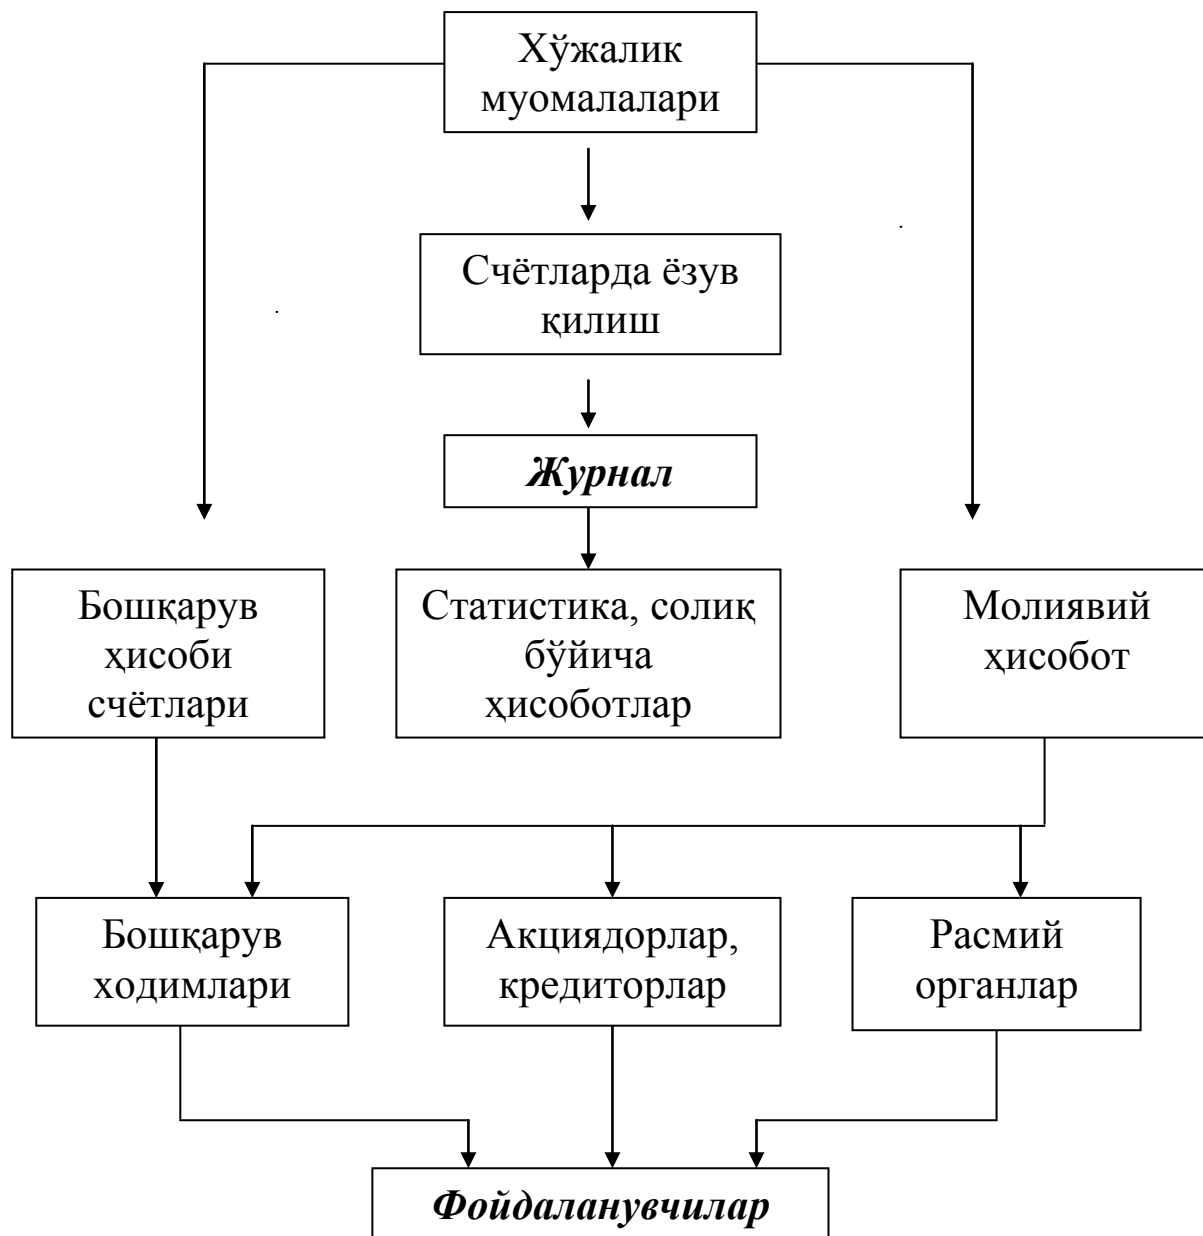 Хўжалик
муомалалари
Счётларда ёзув
қилиш
Журнал
Бошқарув
ҳисоби
счётлари
Статистика, солиқ
бўйича
ҳисоботлар
Молиявий
ҳисобот
Бошқарув
ходимлари
Акциядорлар,
кредиторлар
Расмий
органлар
Фойдаланувчилар